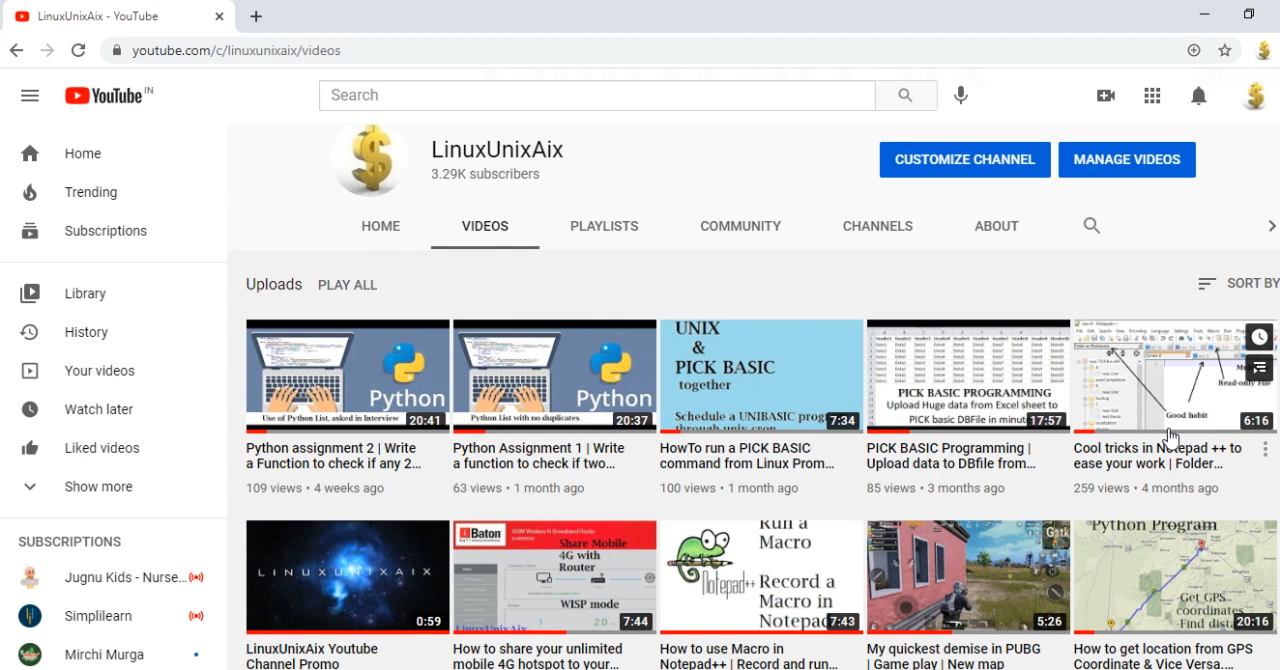 LinuxUnixAix - YouTube
youtube.com/c/linuxunixaix/videos
YouTube IN
Search
Home
Trending
Subscriptions
Library
History
Your videos
Watch later
Liked videos
Show more
SUBSCRIPTIONS
Jugnu Kids - Nurse...
Simplilearn
Mirchi Murga
LinuxUnixAix
3.29K subscribers
CUSTOMIZE CHANNEL
MANAGE VIDEOS
HOME VIDEOS PLAYLISTS COMMUNITY CHANNELS ABOUT
Uploads PLAY ALL
SORT BY
Python
Use of Python List, asked in Interview
20:41
Python assignment 2 | Write
a Function to check if any 2...
109 views • 4 weeks ago
Python
Python List with no duplicates
20:37
Python Assignment 1 | Write
a function to check if two...
63 views • 1 month ago
UNIX
&
PICK BASIC
together
Schedule a UNIBASIC prog
through unix cron
7:34
HowTo run a PICK BASIC
command from Linux Prom...
100 views • 1 month ago
PICK BASIC PROGRAMMING
Upload Huge data from Excel sheet to
PICK basic DBFile in minute
17:57
PICK BASIC Programming |
Upload data to DBfile from...
85 views • 3 months ago
Read-only File
Good habit
6:16
Cool tricks in Notepad ++ to
ease your work | Folder...
259 views • 4 months ago
LINUXUNIXAIX
0:59
LinuxUnixAix Youtube
Channel Promo
iBaton
Share Mobile
4G with
Router
WISP mode
LinuxUnixAix
7:44
How to share your unlimited
mobile 4G hotspot to your...
Run a
Macro
Notepad++
Record a
Macro in
Notepad
7:43
How to use Macro in
Notepad++ | Record and run...
5:26
My quickest demise in PUBG
| Game play | New map
Python Program
Get GPS
coordinates
Find dista
20:16
How to get location from GPS
Coordinate & Vice Versa....